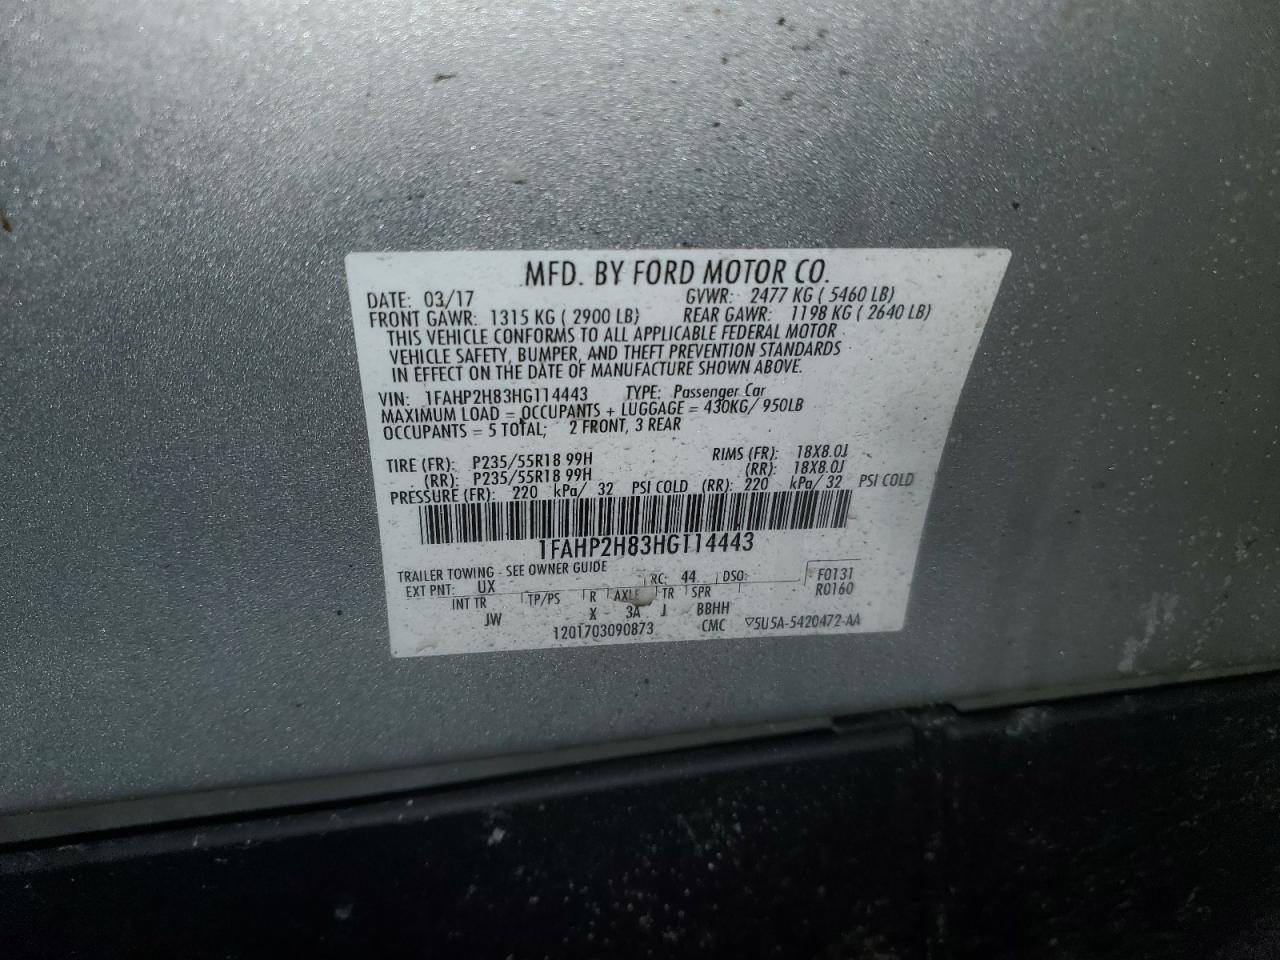 MFD. BY FORD MOTOR CO.
DATE: 03/17 GVWR: 2477 KG ( 5460 LB)
FRONT GAWR: 1315 KG ( 2900 LB) REAR GAWR: 1198 KG ( 2640 LB)
THIS VEHICLE CONFORMS TO ALL APPLICABLE FEDERAL MOTOR
VEHICLE SAFETY, BUMPER, AND THEFT PREVENTION STANDARDS
IN EFFECT ON THE DATE OF MANUFACTURE SHOWN ABOVE.
VIN: 1FAHP2H83HG114443 TYPE: Passenger Car
MAXIMUM LOAD = OCCUPANTS + LUGGAGE = 430KG/ 950LB
OCCUPANTS = 5 TOTAL; 2 FRONT, 3 REAR
TIRE (FR): P235/55R18 99H RIMS (FR): 18X8.0J
(RR): P235/55R18 99H (RR): 18X8.0J
PRESSURE (FR): 220 kPa/ 32 PSI COLD (RR): 220 kPa/ 32 PSI COLD
1FAHP2H83HG114443
TRAILER TOWING - SEE OWNER GUIDE
EXT PNT: UX RC: 44 DSO: F0131
R0160
INT TR TP/PS R AXLE TR SPR
JW X 3A J BBHH
1201703090873 CMC ▽5U5A-5420472-AA